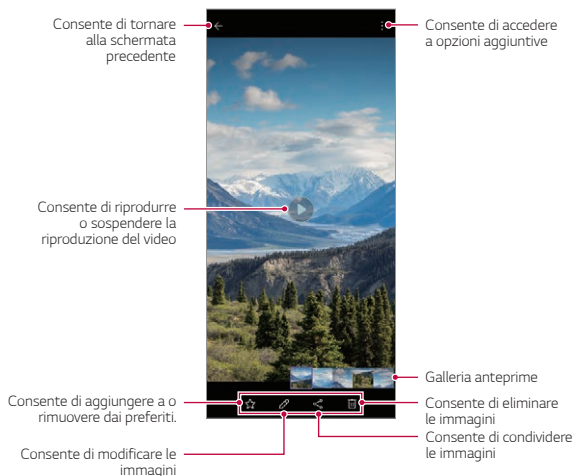 Consente di tornare
alla schermata
precedente
Consente di accedere
a opzioni aggiuntive
Consente di riprodurre
o sospendere la
riproduzione del video
Galleria anteprime
Consente di aggiungere a o
rimuovere dai preferiti.
Consente di eliminare
le immagini
Consente di condividere
le immagini
Consente di modificare le
immagini